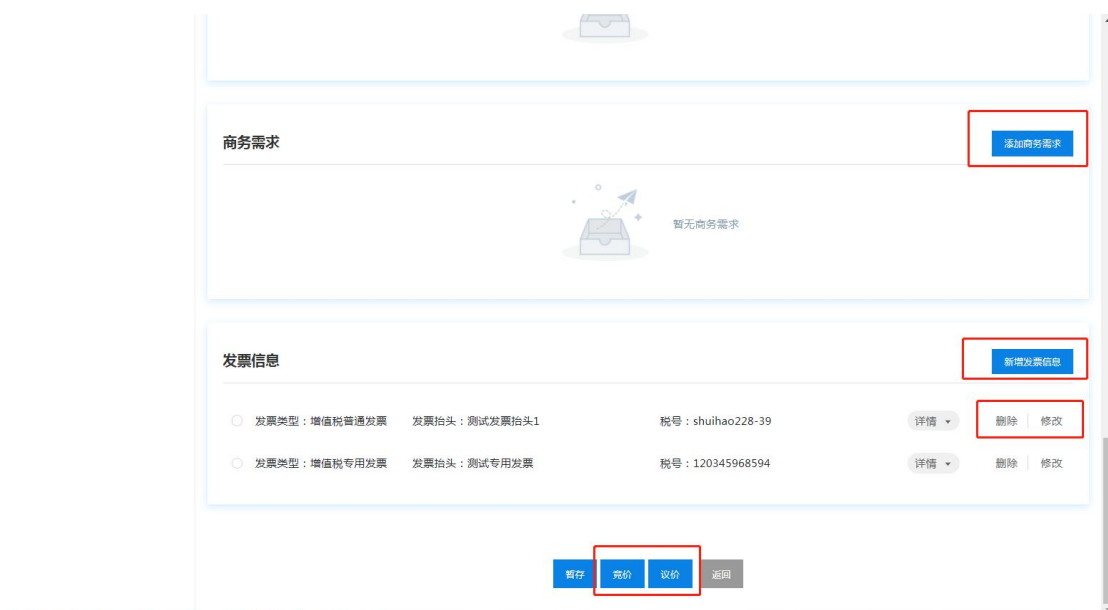 商务需求 添加商务需求
暂无商务需求
发票信息 新增发票信息
发票类型：增值税普通发票 发票抬头：测试发票抬头1 税号：shuihao228-39 详情 删除 修改
发票类型：增值税专用发票 发票抬头：测试专用发票 税号：120345968594 详情 删除 修改
暂存 竞价 议价 返回